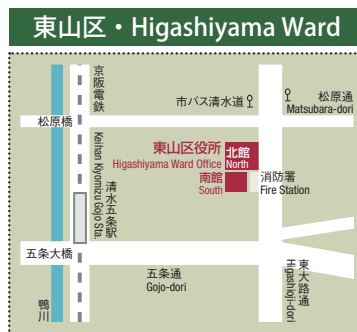 東山区・Higashiyama Ward
京阪電鉄
市バス清水道
松原通
Matsubara-dori
松原橋
東山区役所
Higashiyama Ward Office
北館
North
南館
South
消防署
Fire Station
Keihan Kiyomizu Gojo Sta.
清水五条駅
五条大橋
五条通
Gojo-dori
東大路通
Higashioji-dori
鴨川